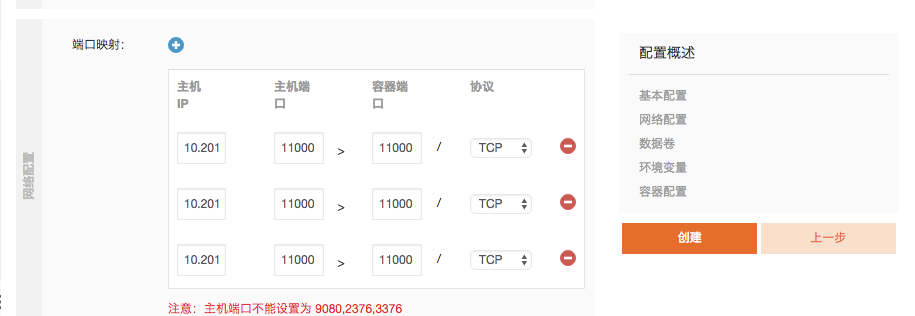 端口映射：
主机
IP
主机端
口
容器端
口
协议
10.201 11000 > 11000 / TCP
10.201 11000 > 11000 / TCP
10.201 11000 > 11000 / TCP
注意：主机端口不能设置为 9080,2376,3376
网络配置
配置概述
基本配置
网络配置
数据卷
环境变量
容器配置
创建
上一步